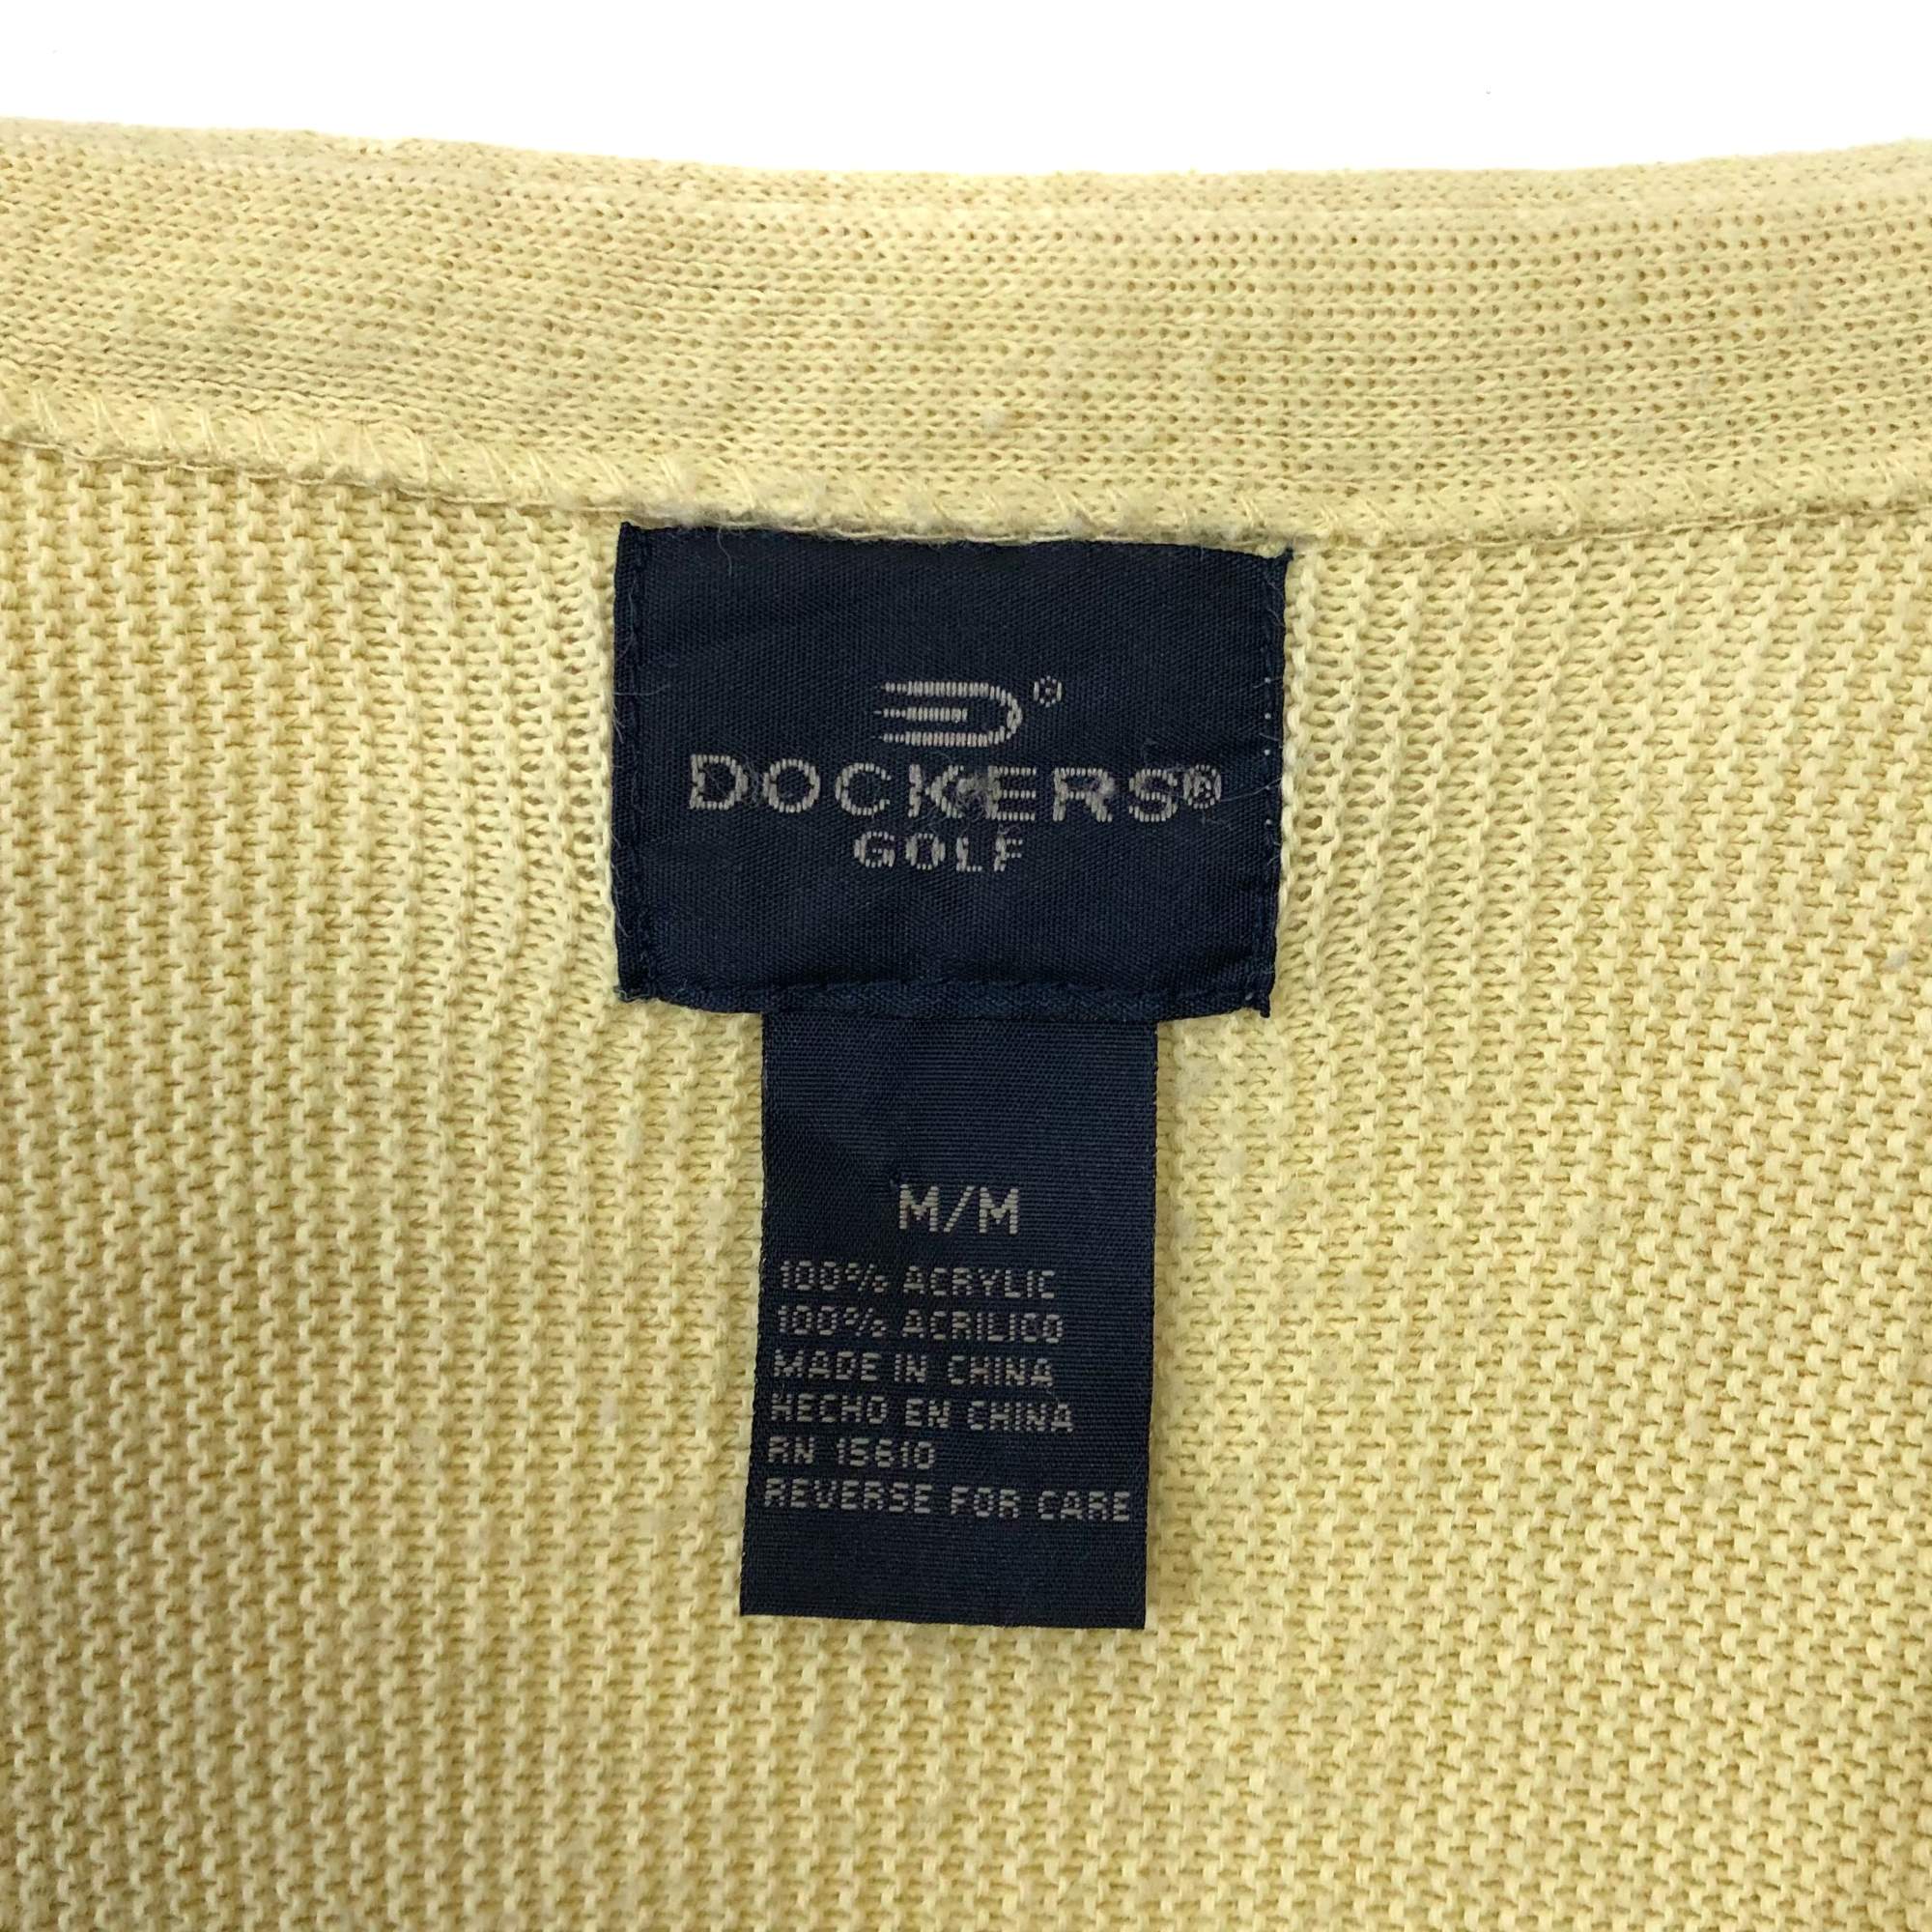 ®
DOCKERS®
GOLF
M/M
100% ACRYLIC
100% ACRILICO
MADE IN CHINA
HECHO EN CHINA
RN 15610
REVERSE FOR CARE